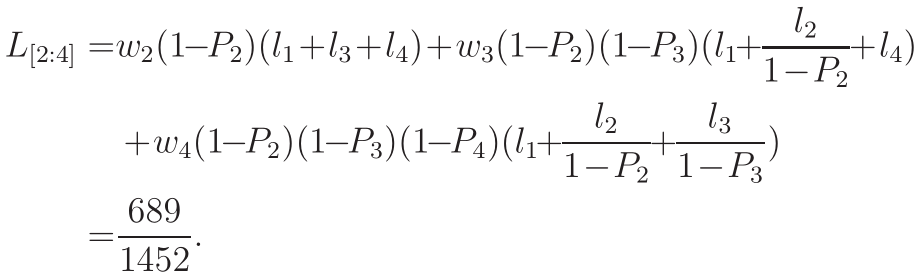 $L_{[2:4]} = w_2(1-P_2)(l_1+l_3+l_4)+w_3(1-P_2)(1-P_3)(l_1+\frac{l_2}{1-P_2}+l_4)$
$+w_4(1-P_2)(1-P_3)(1-P_4)(l_1+\frac{l_2}{1-P_2}+\frac{l_3}{1-P_3})$
$=\frac{689}{1452}.$